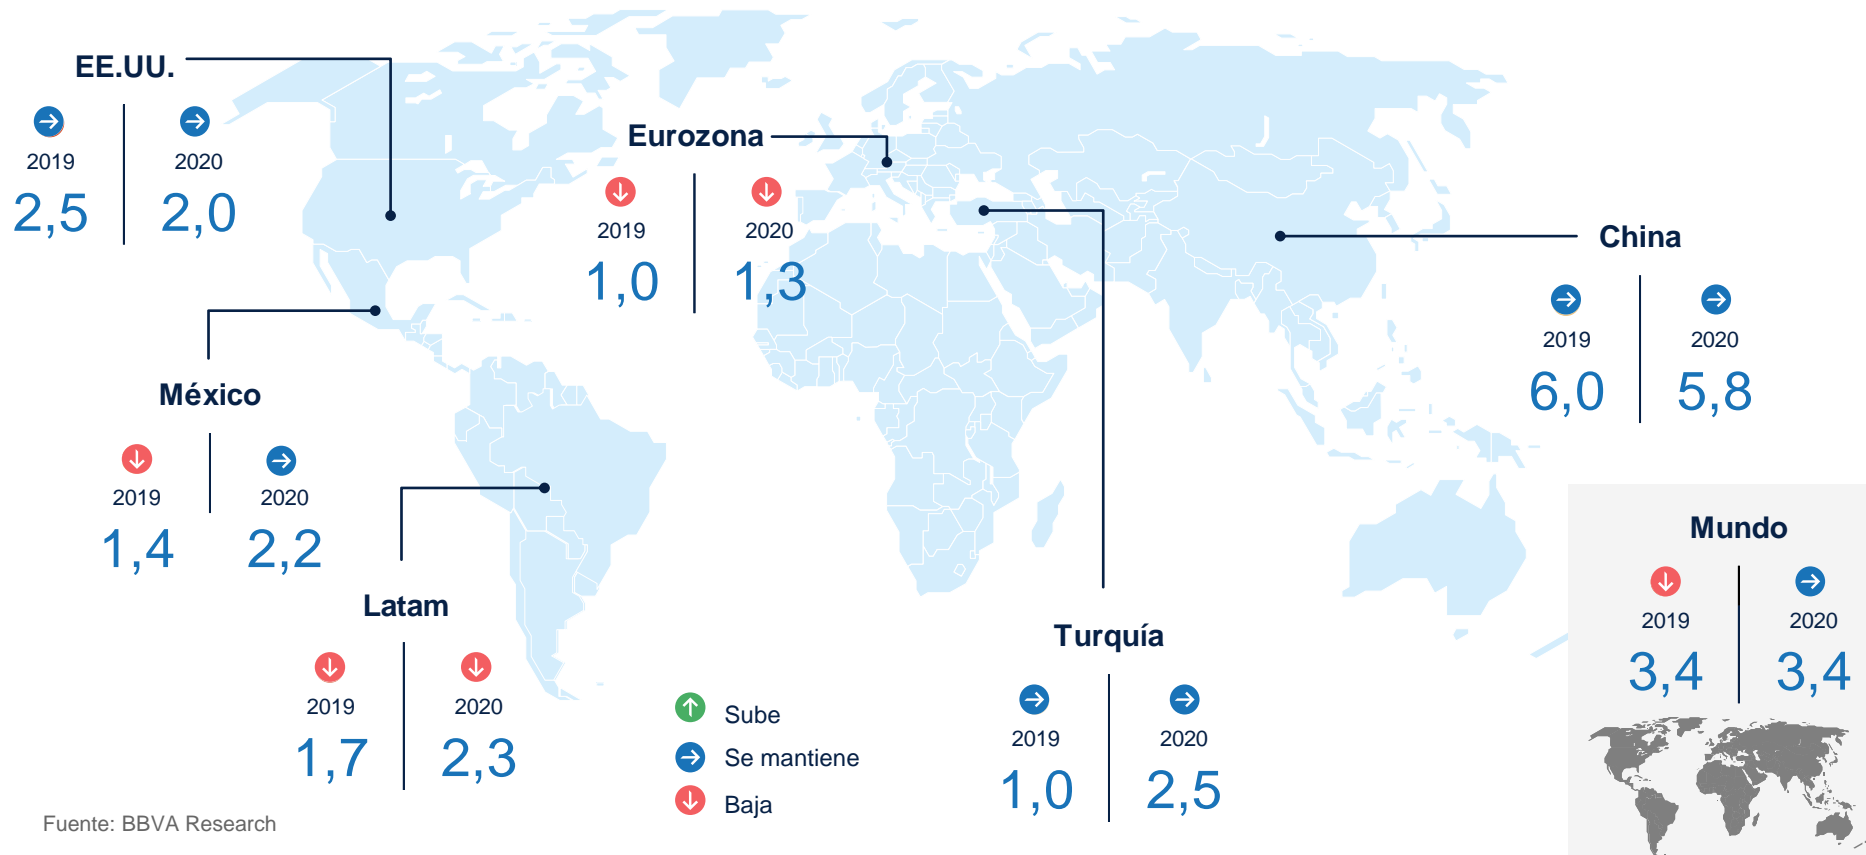 EE.UU.
2019 2020
2,5 2,0
Eurozona
2019 2020
1,0 1,3
China
2019 2020
6,0 5,8
México
2019 2020
1,4 2,2
Latam
2019 2020
1,7 2,3
Turquía
2019 2020
1,0 2,5
Mundo
2019 2020
3,4 3,4
Sube
Se mantiene
Baja
Fuente: BBVA Research